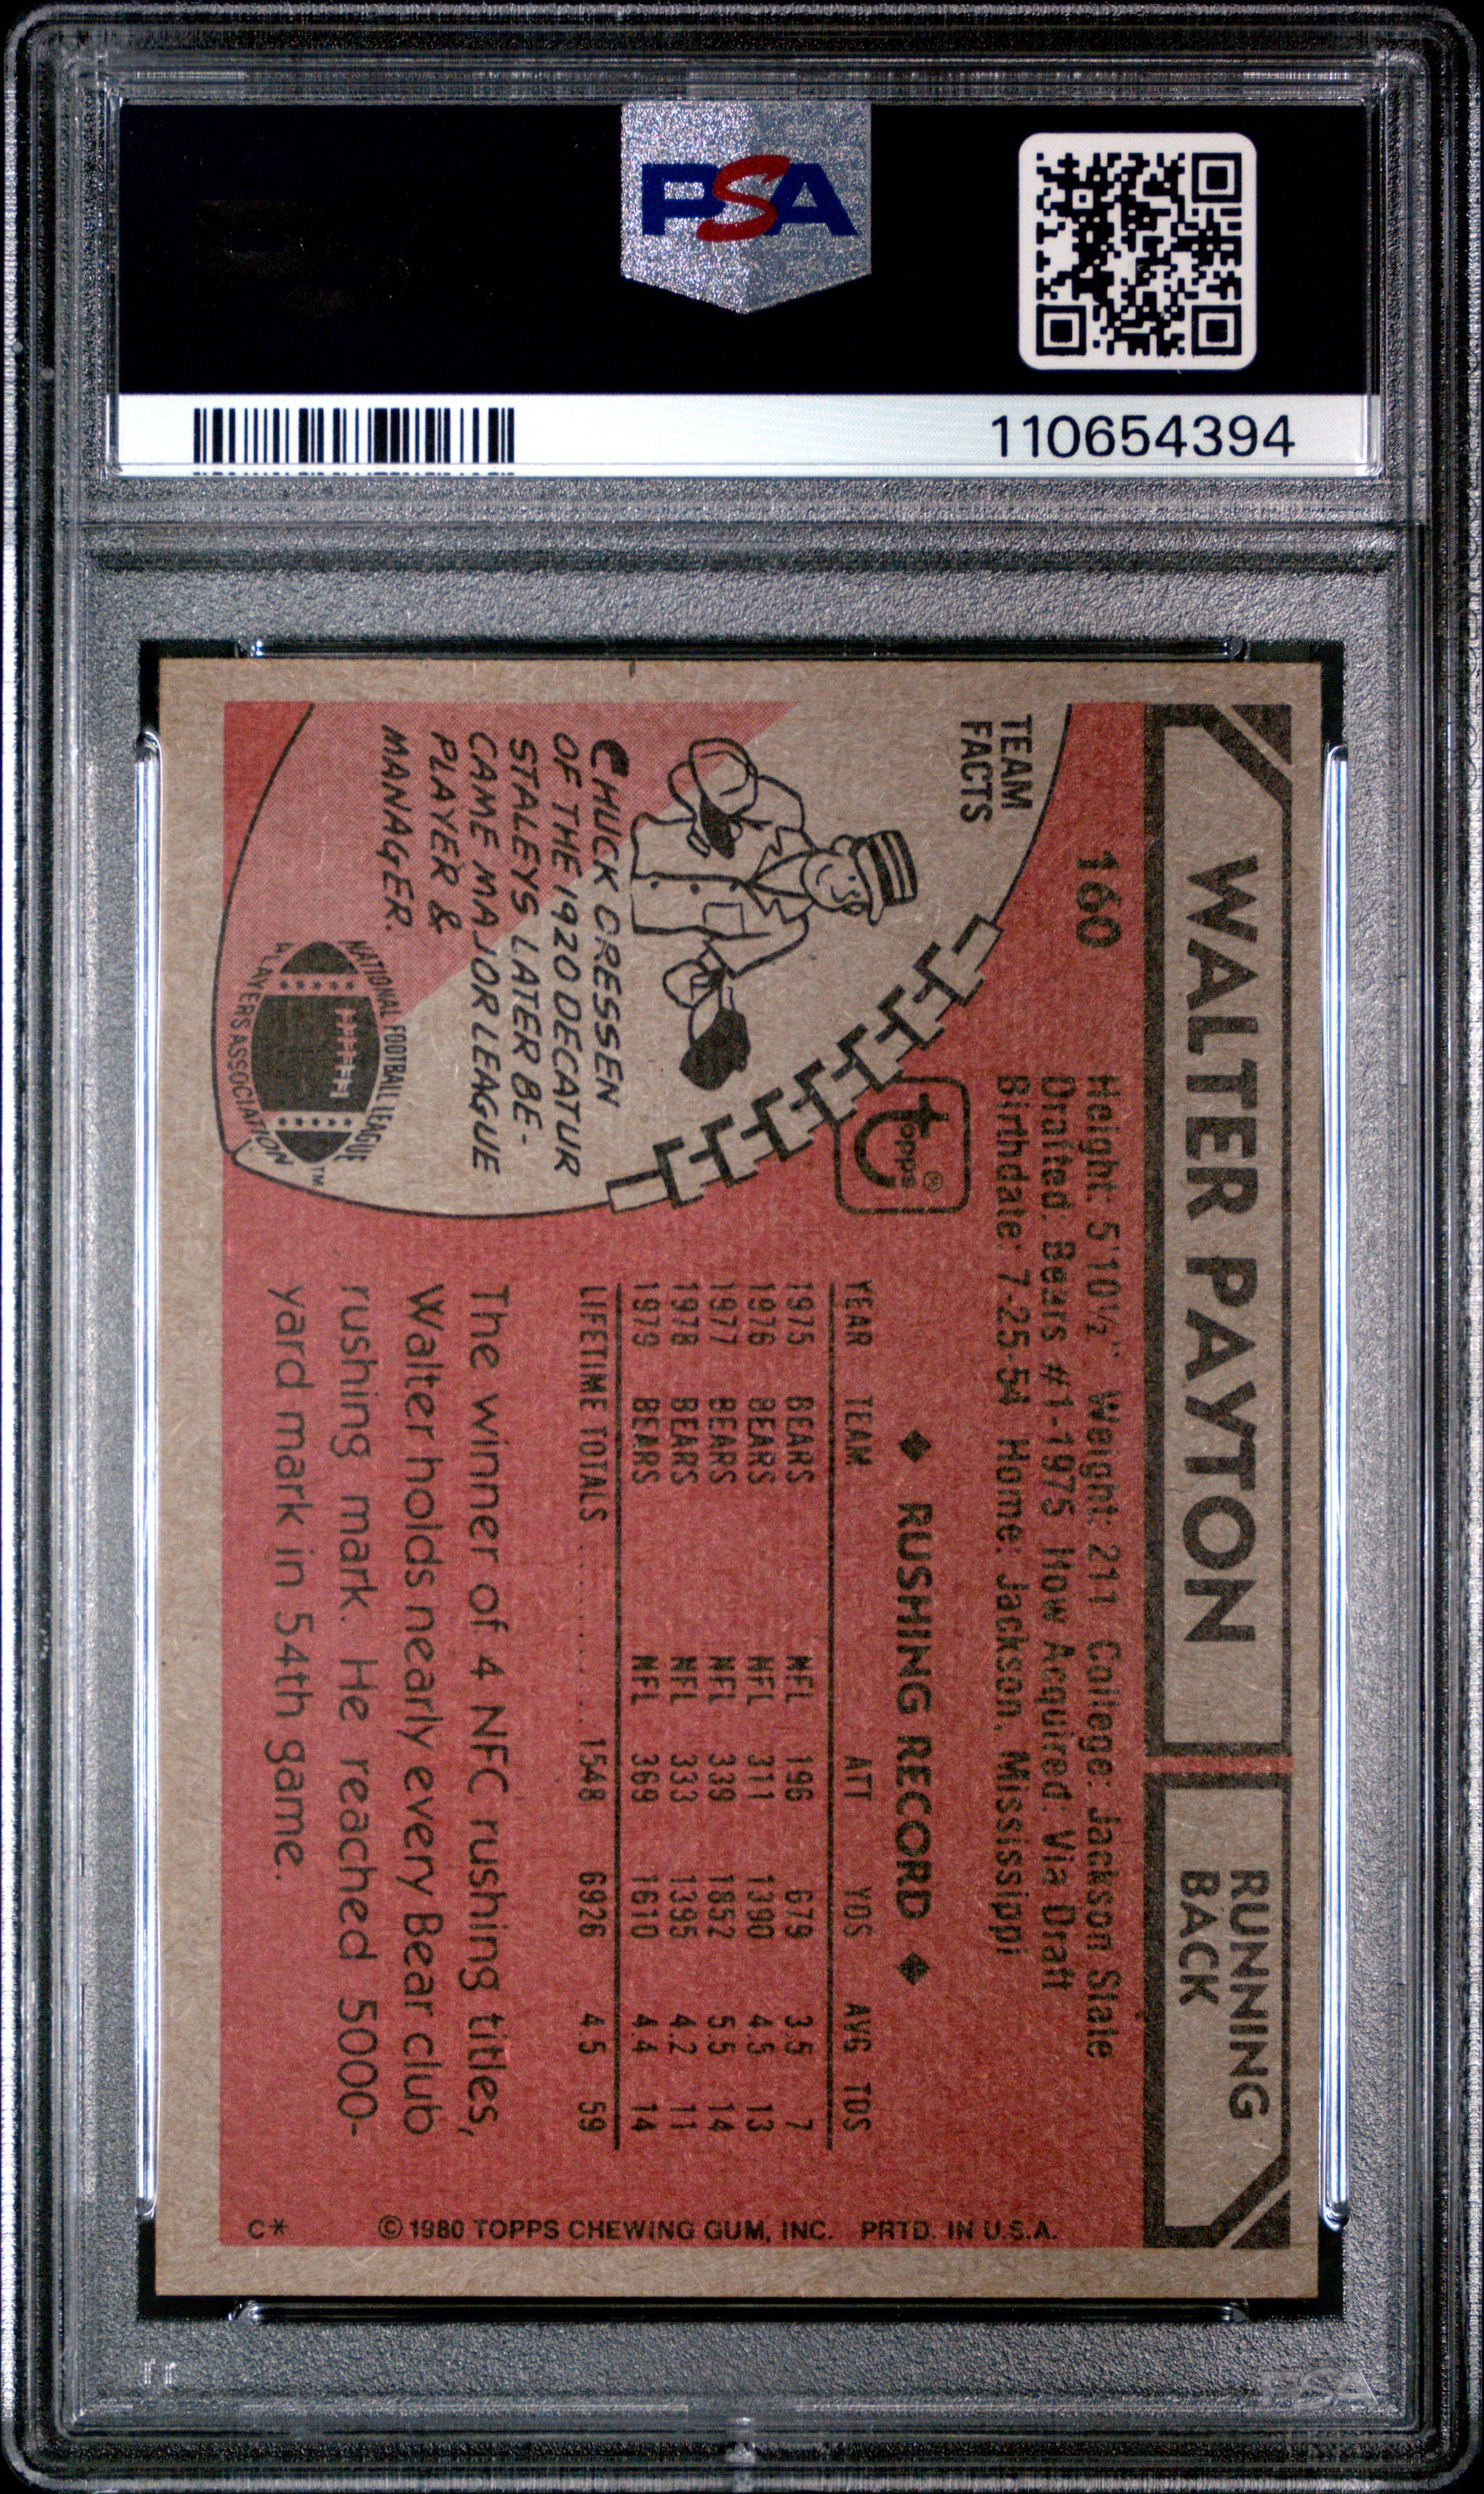 PSA
110654394
WALTER PAYTON
RUNNING
BACK
160
Height: 5'10½" Weight: 211 College: Jackson State
Drafted: Bears #1-1975 How Acquired: Via Draft
Birthdate: 7-25-54 Home: Jackson, Mississippi
TEAM
FACTS
CHUCK CRESSEN
OF THE 1920 DECATUR
STALEYS LATER BE-
CAME MAJOR LEAGUE
PLAYER &
MANAGER.
NATIONAL FOOTBALL LEAGUE
PLAYERS ASSOCIATION
TM
topps®
◆ RUSHING RECORD ◆
YEAR TEAM ATT YDS AVG TDS
1975 BEARS NFL 196 679 3.5 7
1976 BEARS NFL 311 1390 4.5 13
1977 BEARS NFL 339 1852 5.5 14
1978 BEARS NFL 333 1395 4.2 11
1979 BEARS NFL 369 1610 4.4 14
LIFETIME TOTALS ............ 1548 6926 4.5 59
The winner of 4 NFC rushing titles,
Walter holds nearly every Bear club
rushing mark. He reached 5000-
yard mark in 54th game.
C* © 1980 TOPPS CHEWING GUM, INC. PRTD. IN U.S.A.
PSA